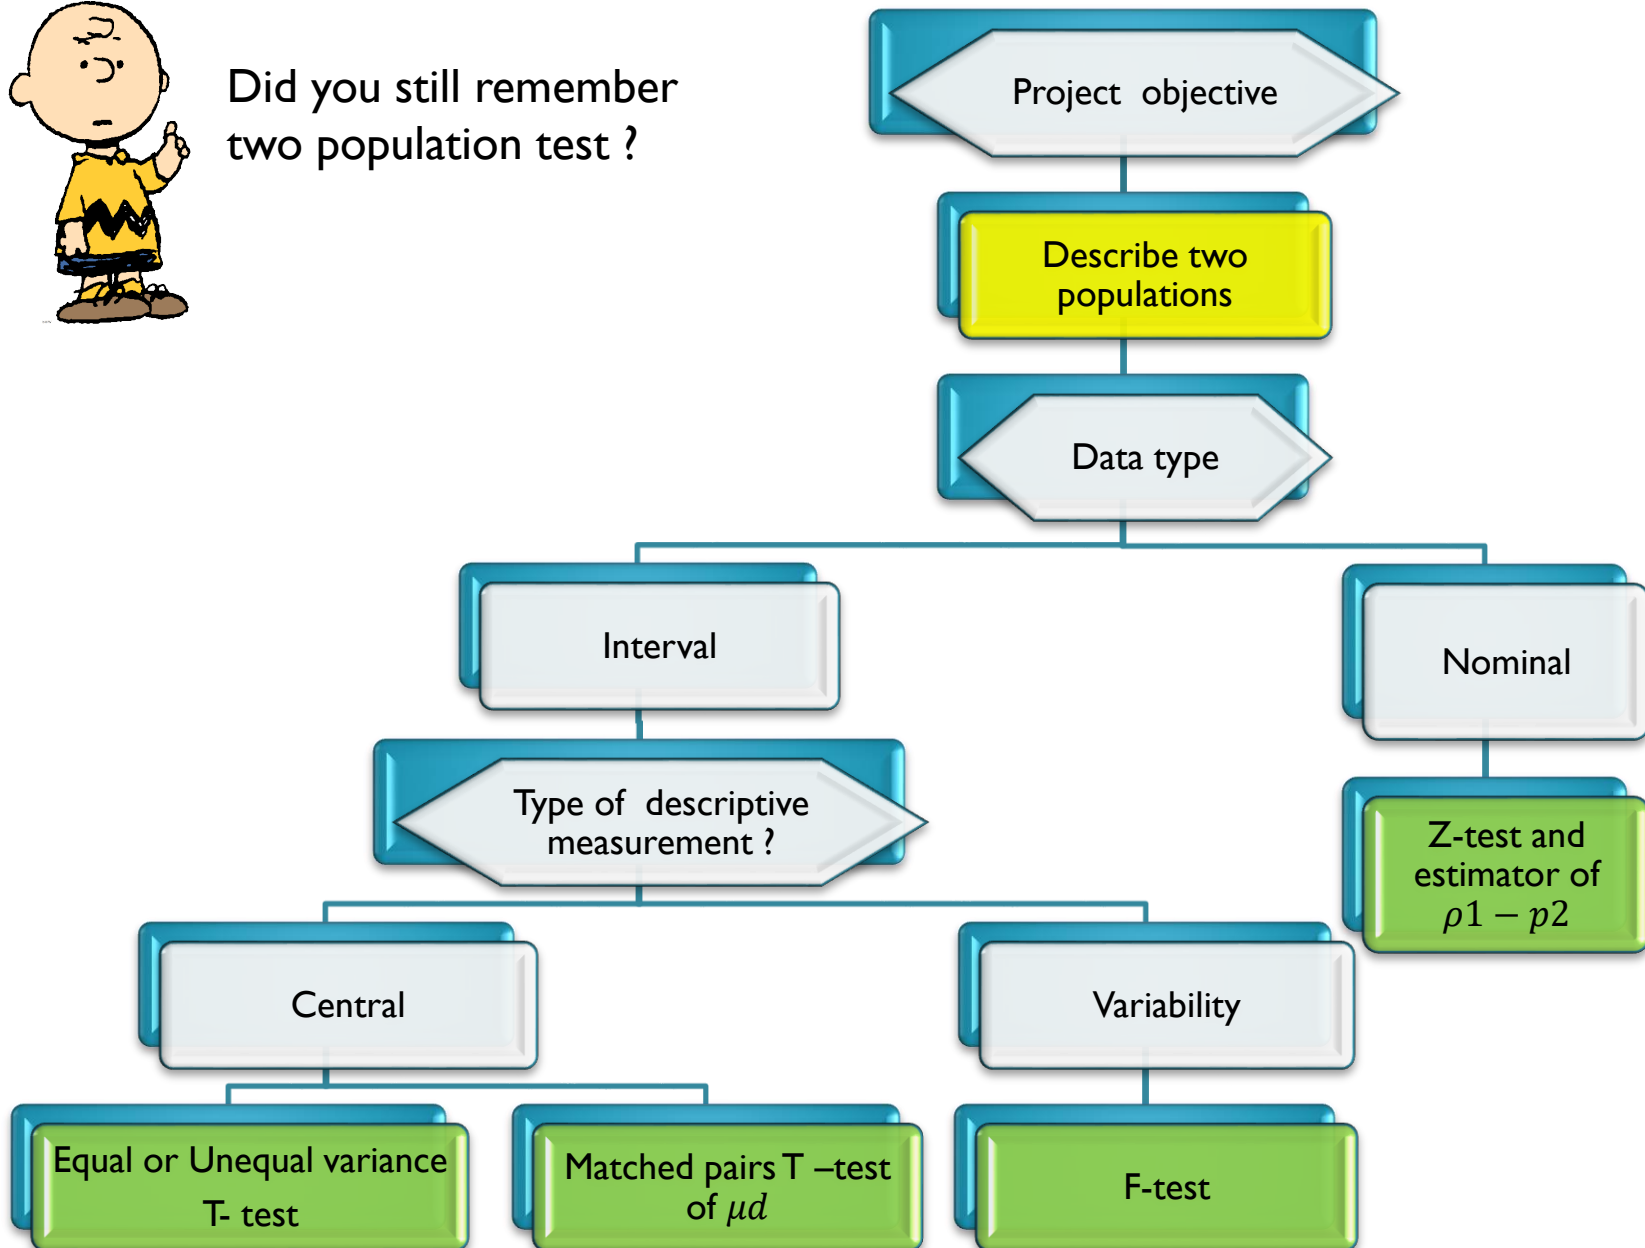 Did you still remember
two population test ?
Project objective
Describe two
populations
Data type
Interval
Nominal
Type of descriptive
measurement ?
Z-test and
estimator of
ρ1 − p2
Central
Variability
Equal or Unequal variance
T- test
Matched pairs T –test
of μd
F-test